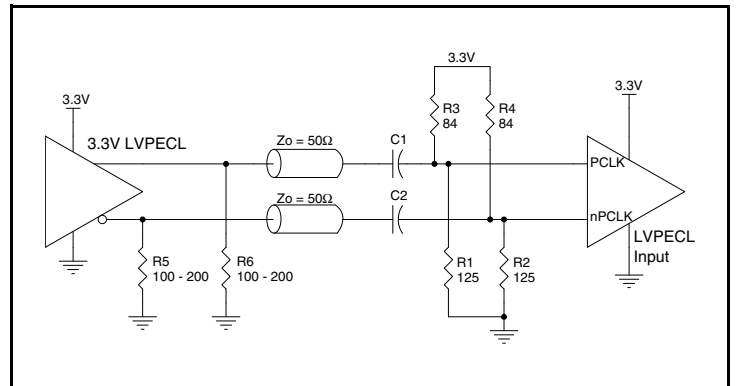 3.3V
3.3V
3.3V
3.3V LVPECL
R3
84
R4
84
Zo = 50Ω
C1
PCLK
Zo = 50Ω
C2
nPCLK
LVPECL
Input
R5
100 - 200
R6
100 - 200
R1
125
R2
125